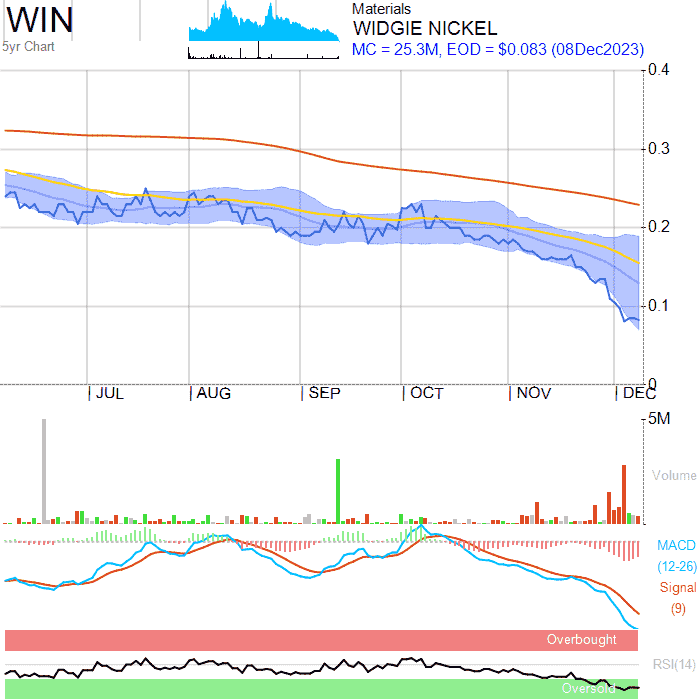 WIN
5yr Chart
Materials
WIDGIE NICKEL
MC = 25.3M, EOD = $0.083 (08Dec2023)
0.4
0.3
0.2
0.1
0
JUL AUG SEP OCT NOV DEC
5M
Volume
MACD
(12-26)
Signal
(9)
Overbought
RSI(14)
Oversold